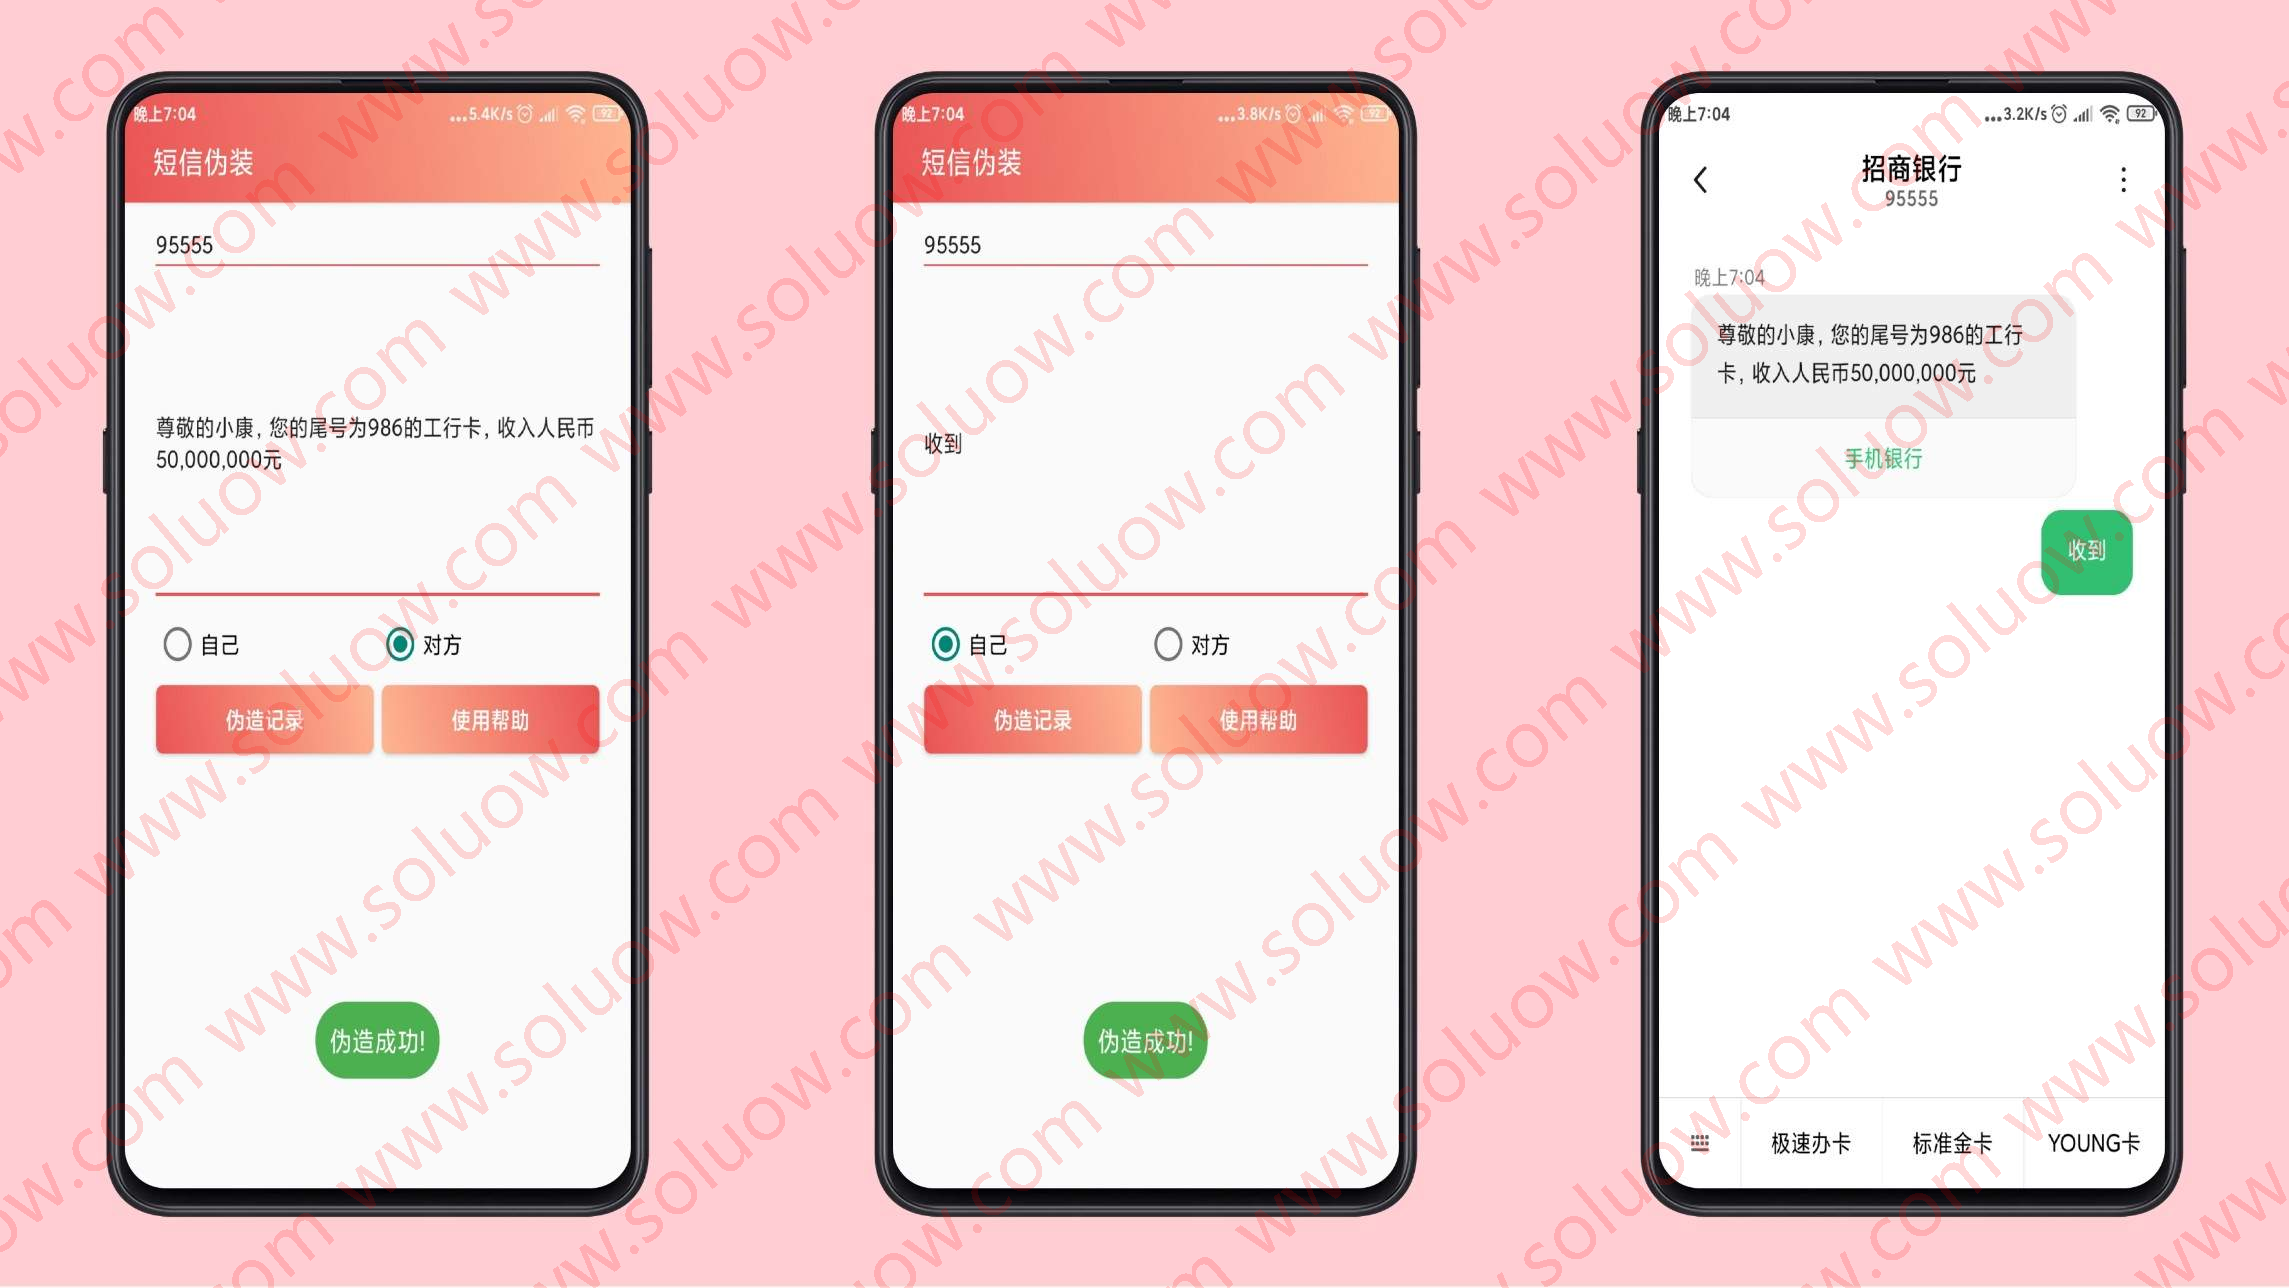 晚上7:04
...5.4K/s
92
短信伪装
95555
尊敬的小康，您的尾号为986的工行卡，收入人民币
50,000,000元
自己
对方
伪造记录
使用帮助
伪造成功!
晚上7:04
...3.8K/s
92
短信伪装
95555
收到
自己
对方
伪造记录
使用帮助
伪造成功!
晚上7:04
...3.2K/s
92
招商银行
95555
晚上7:04
尊敬的小康，您的尾号为986的工行
卡，收入人民币50,000,000元
手机银行
收到
极速办卡
标准金卡
YOUNG卡
www.soluow.com